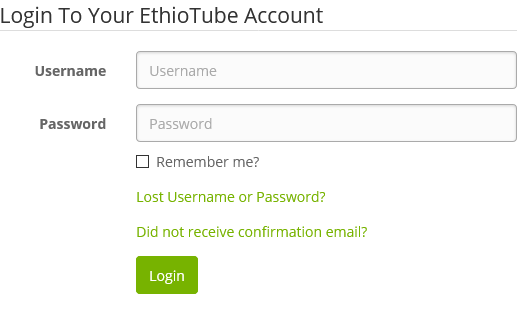 Login To Your EthioTube Account
Username
Username
Password
Password
Remember me?
Lost Username or Password?
Did not receive confirmation email?
Login